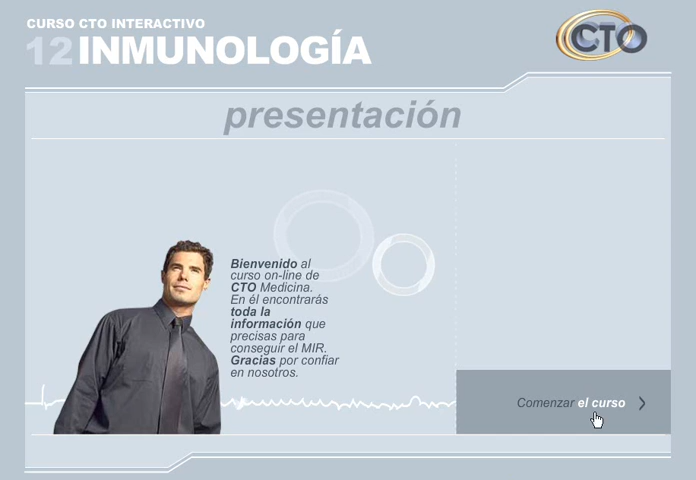 CURSO CTO INTERACTIVO
12 INMUNOLOGÍA
CTO
presentación
Bienvenido al
curso on-line de
CTO Medicina.
En él encontrarás
toda la
información que
precisas para
conseguir el MIR.
Gracias por confiar
en nosotros.
Comenzar el curso